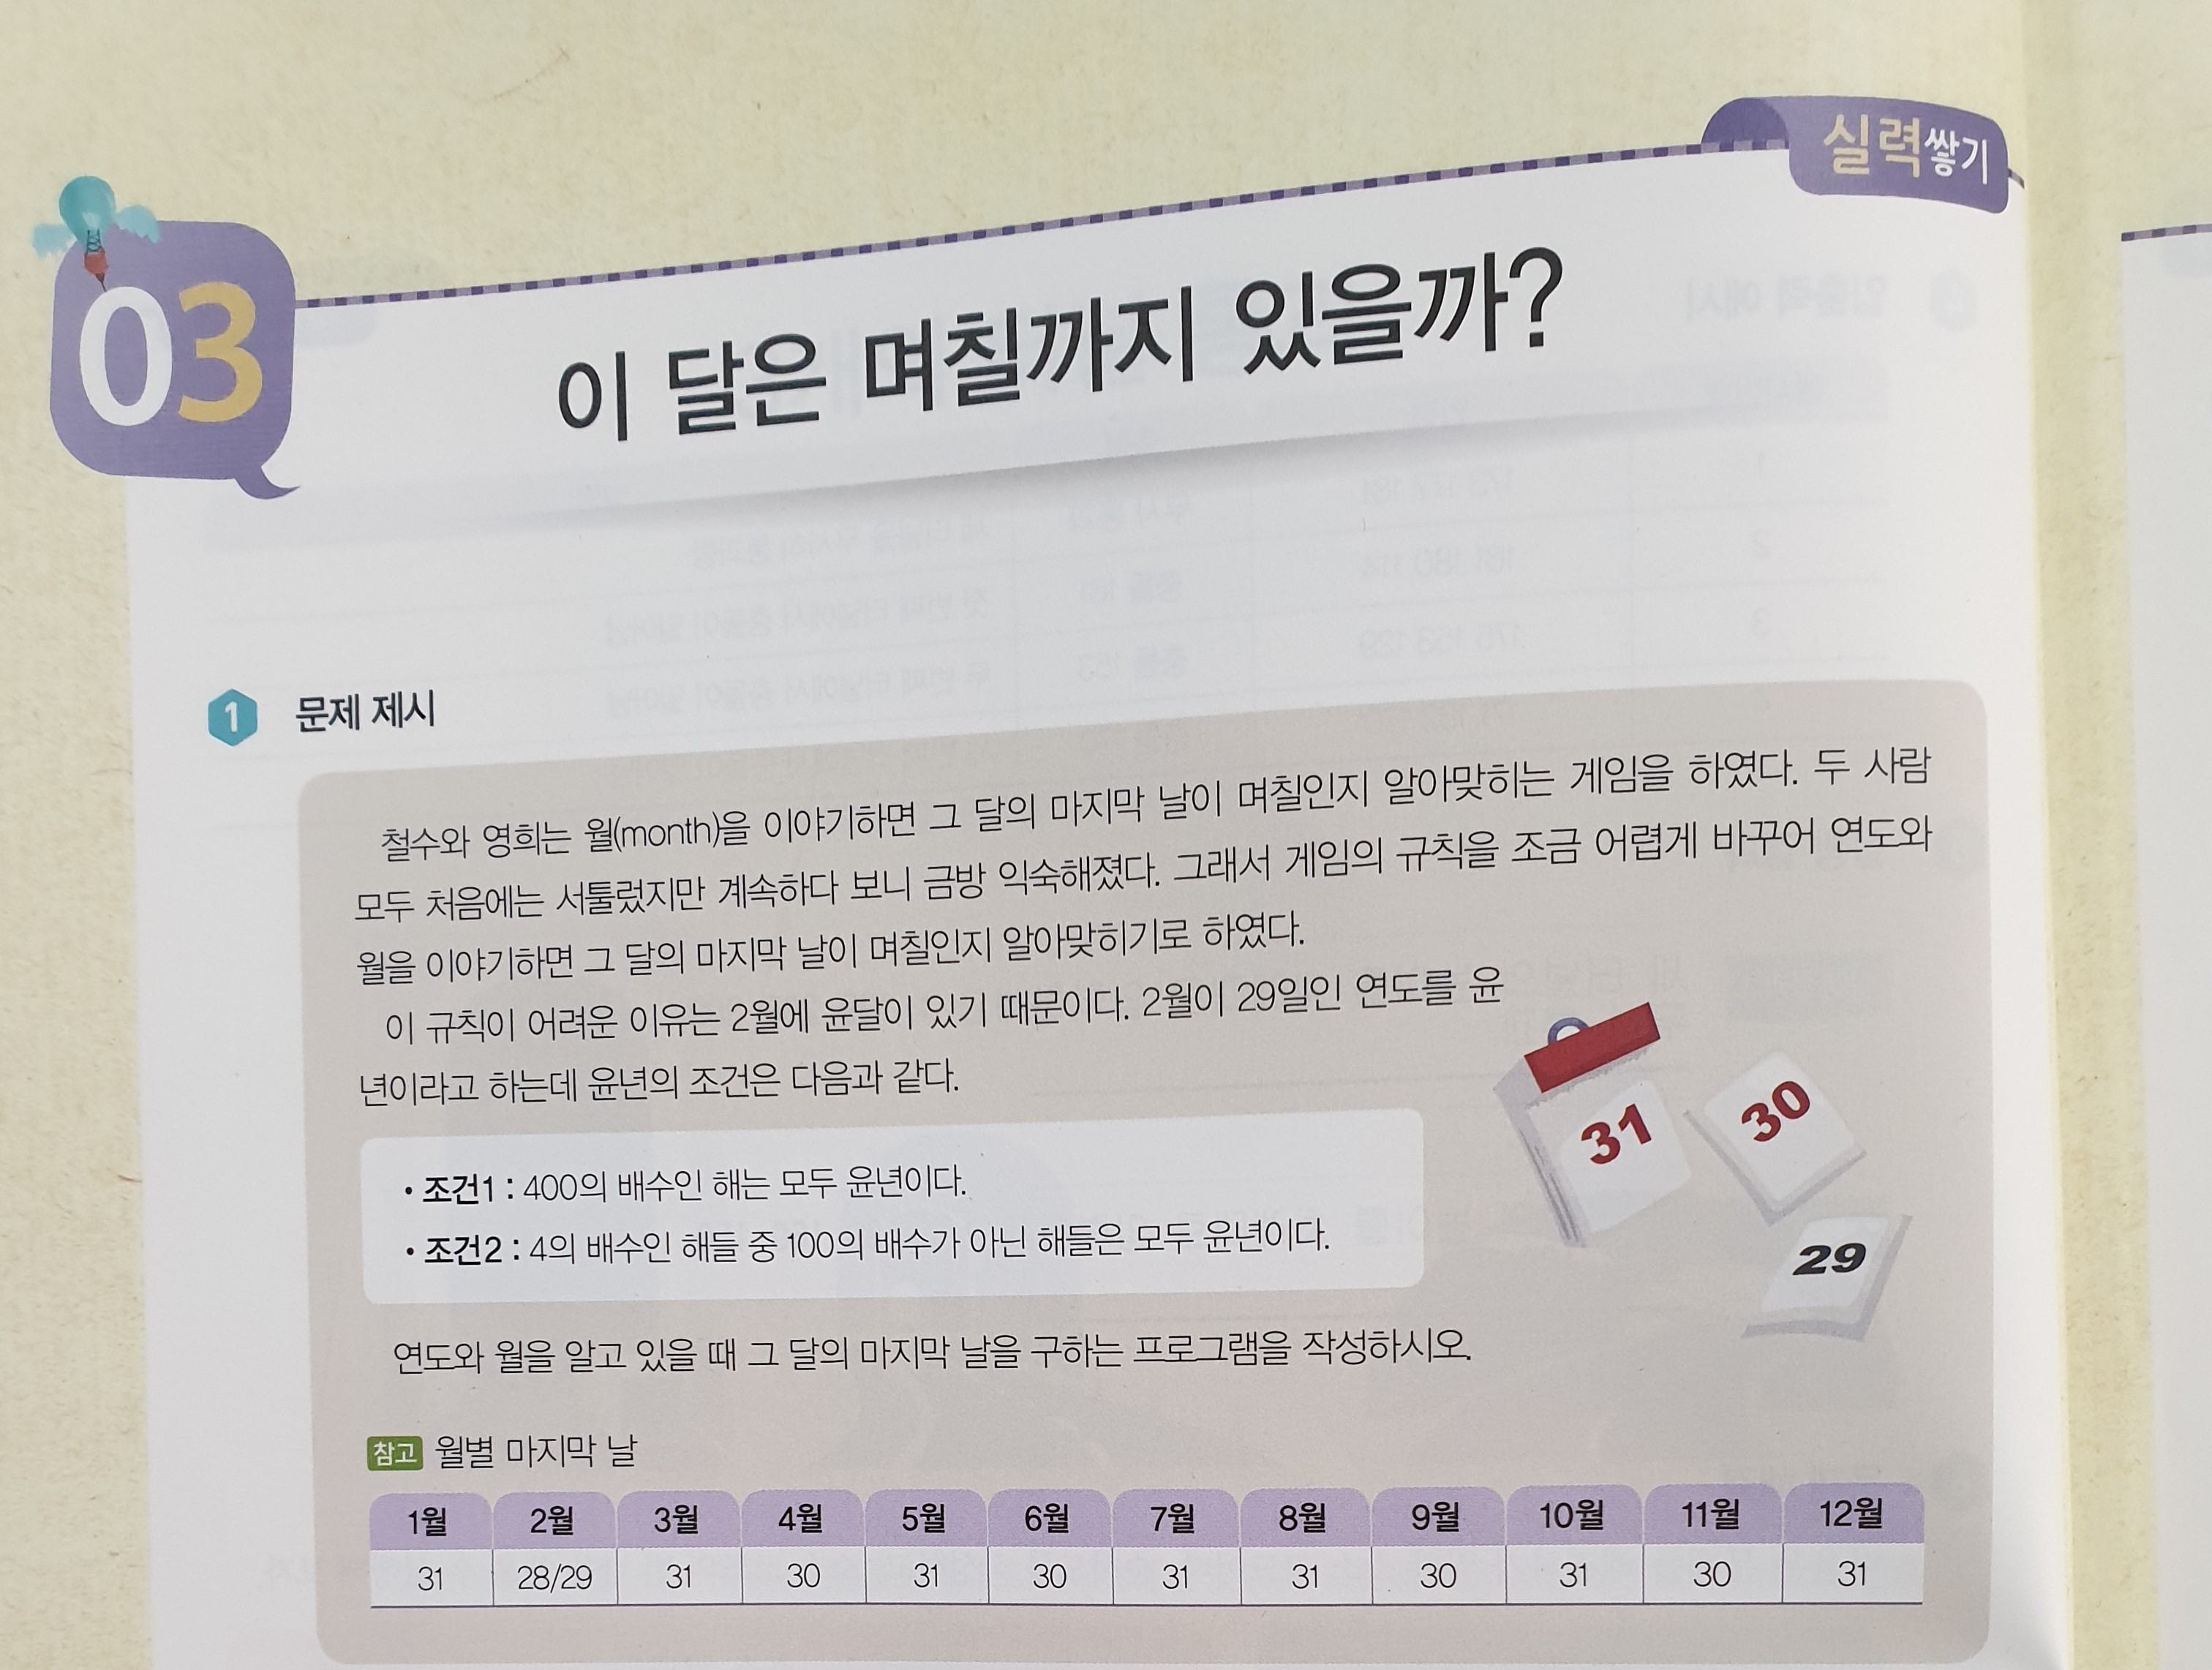 실력쌓기
03
이 달은 며칠까지 있을까?
1 문제 제시
철수와 영희는 월(month)을 이야기하면 그 달의 마지막 날이 며칠인지 알아맞히는 게임을 하였다. 두 사람
모두 처음에는 서툴렀지만 계속하다 보니 금방 익숙해졌다. 그래서 게임의 규칙을 조금 어렵게 바꾸어 연도와
월을 이야기하면 그 달의 마지막 날이 며칠인지 알아맞히기로 하였다.
이 규칙이 어려운 이유는 2월에 윤달이 있기 때문이다. 2월이 29일인 연도를 윤
년이라고 하는데 윤년의 조건은 다음과 같다.
31
30
29
• 조건1 : 400의 배수인 해는 모두 윤년이다.
• 조건2 : 4의 배수인 해들 중 100의 배수가 아닌 해들은 모두 윤년이다.
연도와 월을 알고 있을 때 그 달의 마지막 날을 구하는 프로그램을 작성하시오.
참고 월별 마지막 날
1월 2월 3월 4월 5월 6월 7월 8월 9월 10월 11월 12월
31 28/29 31 30 31 30 31 31 30 31 30 31